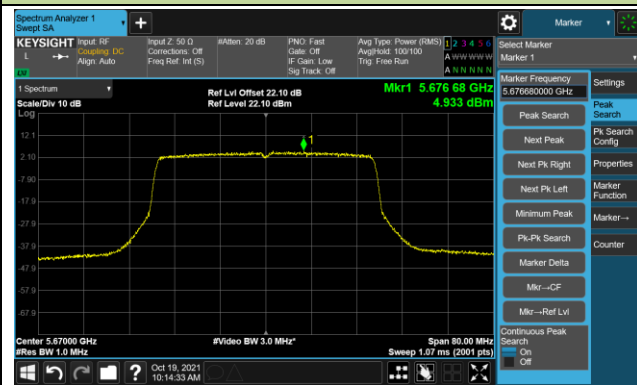 Spectrum Analyzer 1
Swept SA
Marker
KEYSIGHT
L
Input: RF
Coupling: DC
Align: Auto
Input Z: 50 Ω
Corrections: Off
Freq Ref: Int (S)
#Atten: 20 dB
PNO: Fast
Gate: Off
IF Gain: Low
Sig Track: Off
Avg Type: Power (RMS)
Avg|Hold: 100/100
Trig: Free Run
1 2 3 4 5 6
A W W W W W
A N N N N N
Select Marker
Marker 1
1 Spectrum
Scale/Div 10 dB
Log
Ref Lvl Offset 22.10 dB
Ref Level 22.10 dBm
Mkr1 5.676 68 GHz
4.933 dBm
12.1
2.10
-7.90
-17.9
-27.9
-37.9
-47.9
-57.9
-67.9
1
Center 5.67000 GHz
#Res BW 1.0 MHz
#Video BW 3.0 MHz*
Span 80.00 MHz
Sweep 1.07 ms (2001 pts)
Marker Frequency
5.676680000 GHz
Peak Search
Next Peak
Next Pk Right
Next Pk Left
Minimum Peak
Pk-Pk Search
Marker Delta
Mkr→CF
Mkr→Ref Lvl
Continuous Peak
Search
On
Off
Settings
Peak
Search
Pk Search
Config
Properties
Marker
Function
Marker→
Counter
Oct 19, 2021
10:14:33 AM